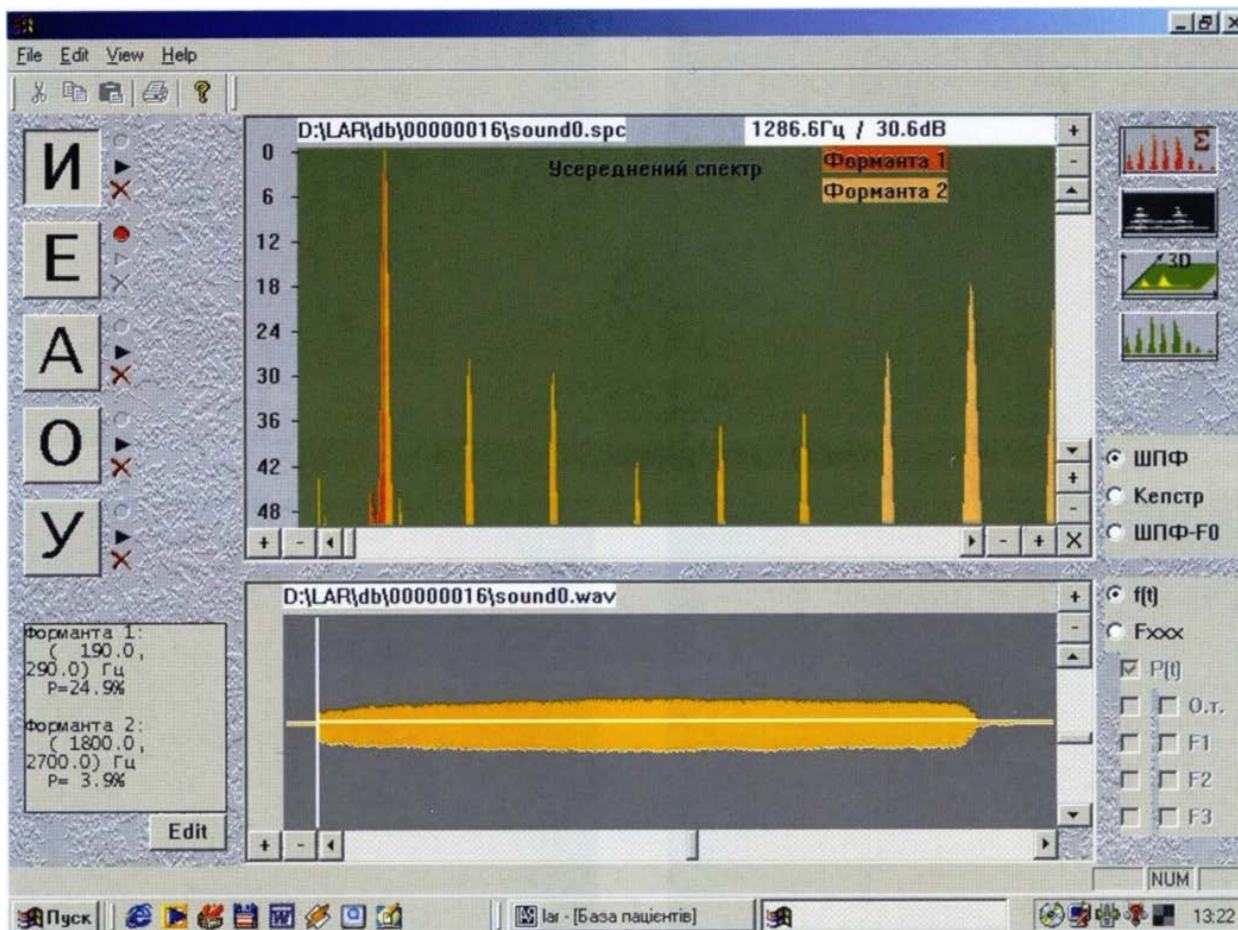 File Edit View Help
D:\LAR\db\00000016\sound0.spc
1286.6Гц / 30.6dB
Усереднений спектр
Форманта 1
Форманта 2
0
6
12
18
24
30
36
42
48
И
Е
А
О
У
Σ
3D
ШПФ
Кепстр
ШПФ-F0
D:\LAR\db\00000016\sound0.wav
f(t)
Fxxx
P(t)
О.т.
F1
F2
F3
Форманта 1:
( 190.0,
290.0) Гц
P=24.9%
Форманта 2:
( 1800.0,
2700.0) Гц
P= 3.9%
Edit
NUM
Пуск
lar - [База пацієнтів]
13:22